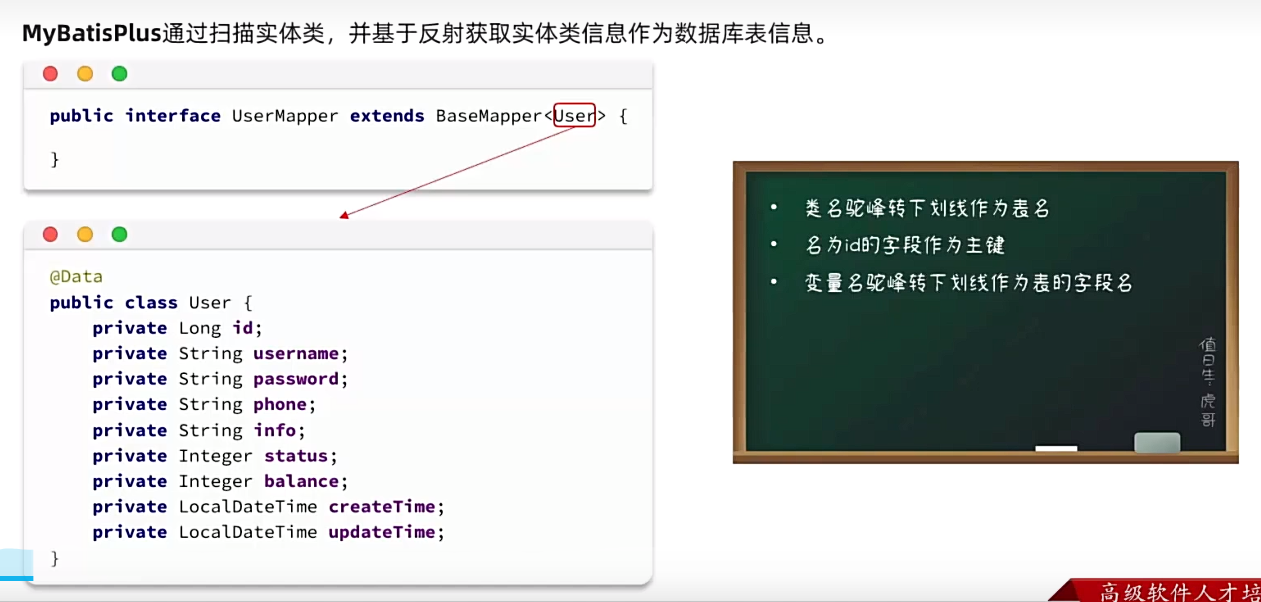 MyBatisPlus通过扫描实体类，并基于反射获取实体类信息作为数据库表信息。
public interface UserMapper extends BaseMapper<User> {
}
@Data
public class User {
private Long id;
private String username;
private String password;
private String phone;
private String info;
private Integer status;
private Integer balance;
private LocalDateTime createTime;
private LocalDateTime updateTime;
}
• 类名驼峰转下划线作为表名
• 名为id的字段作为主键
• 变量名驼峰转下划线作为表的字段名
值日生：虎哥
高级软件人才培